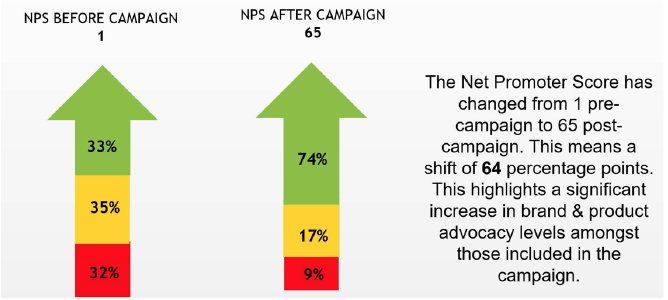 NPS BEFORE CAMPAIGN
1
33%
35%
32%
NPS AFTER CAMPAIGN
65
74%
17%
9%
The Net Promoter Score has
changed from 1 pre-
campaign to 65 post-
campaign. This means a
shift of 64 percentage points.
This highlights a significant
increase in brand & product
advocacy levels amongst
those included in the
campaign.